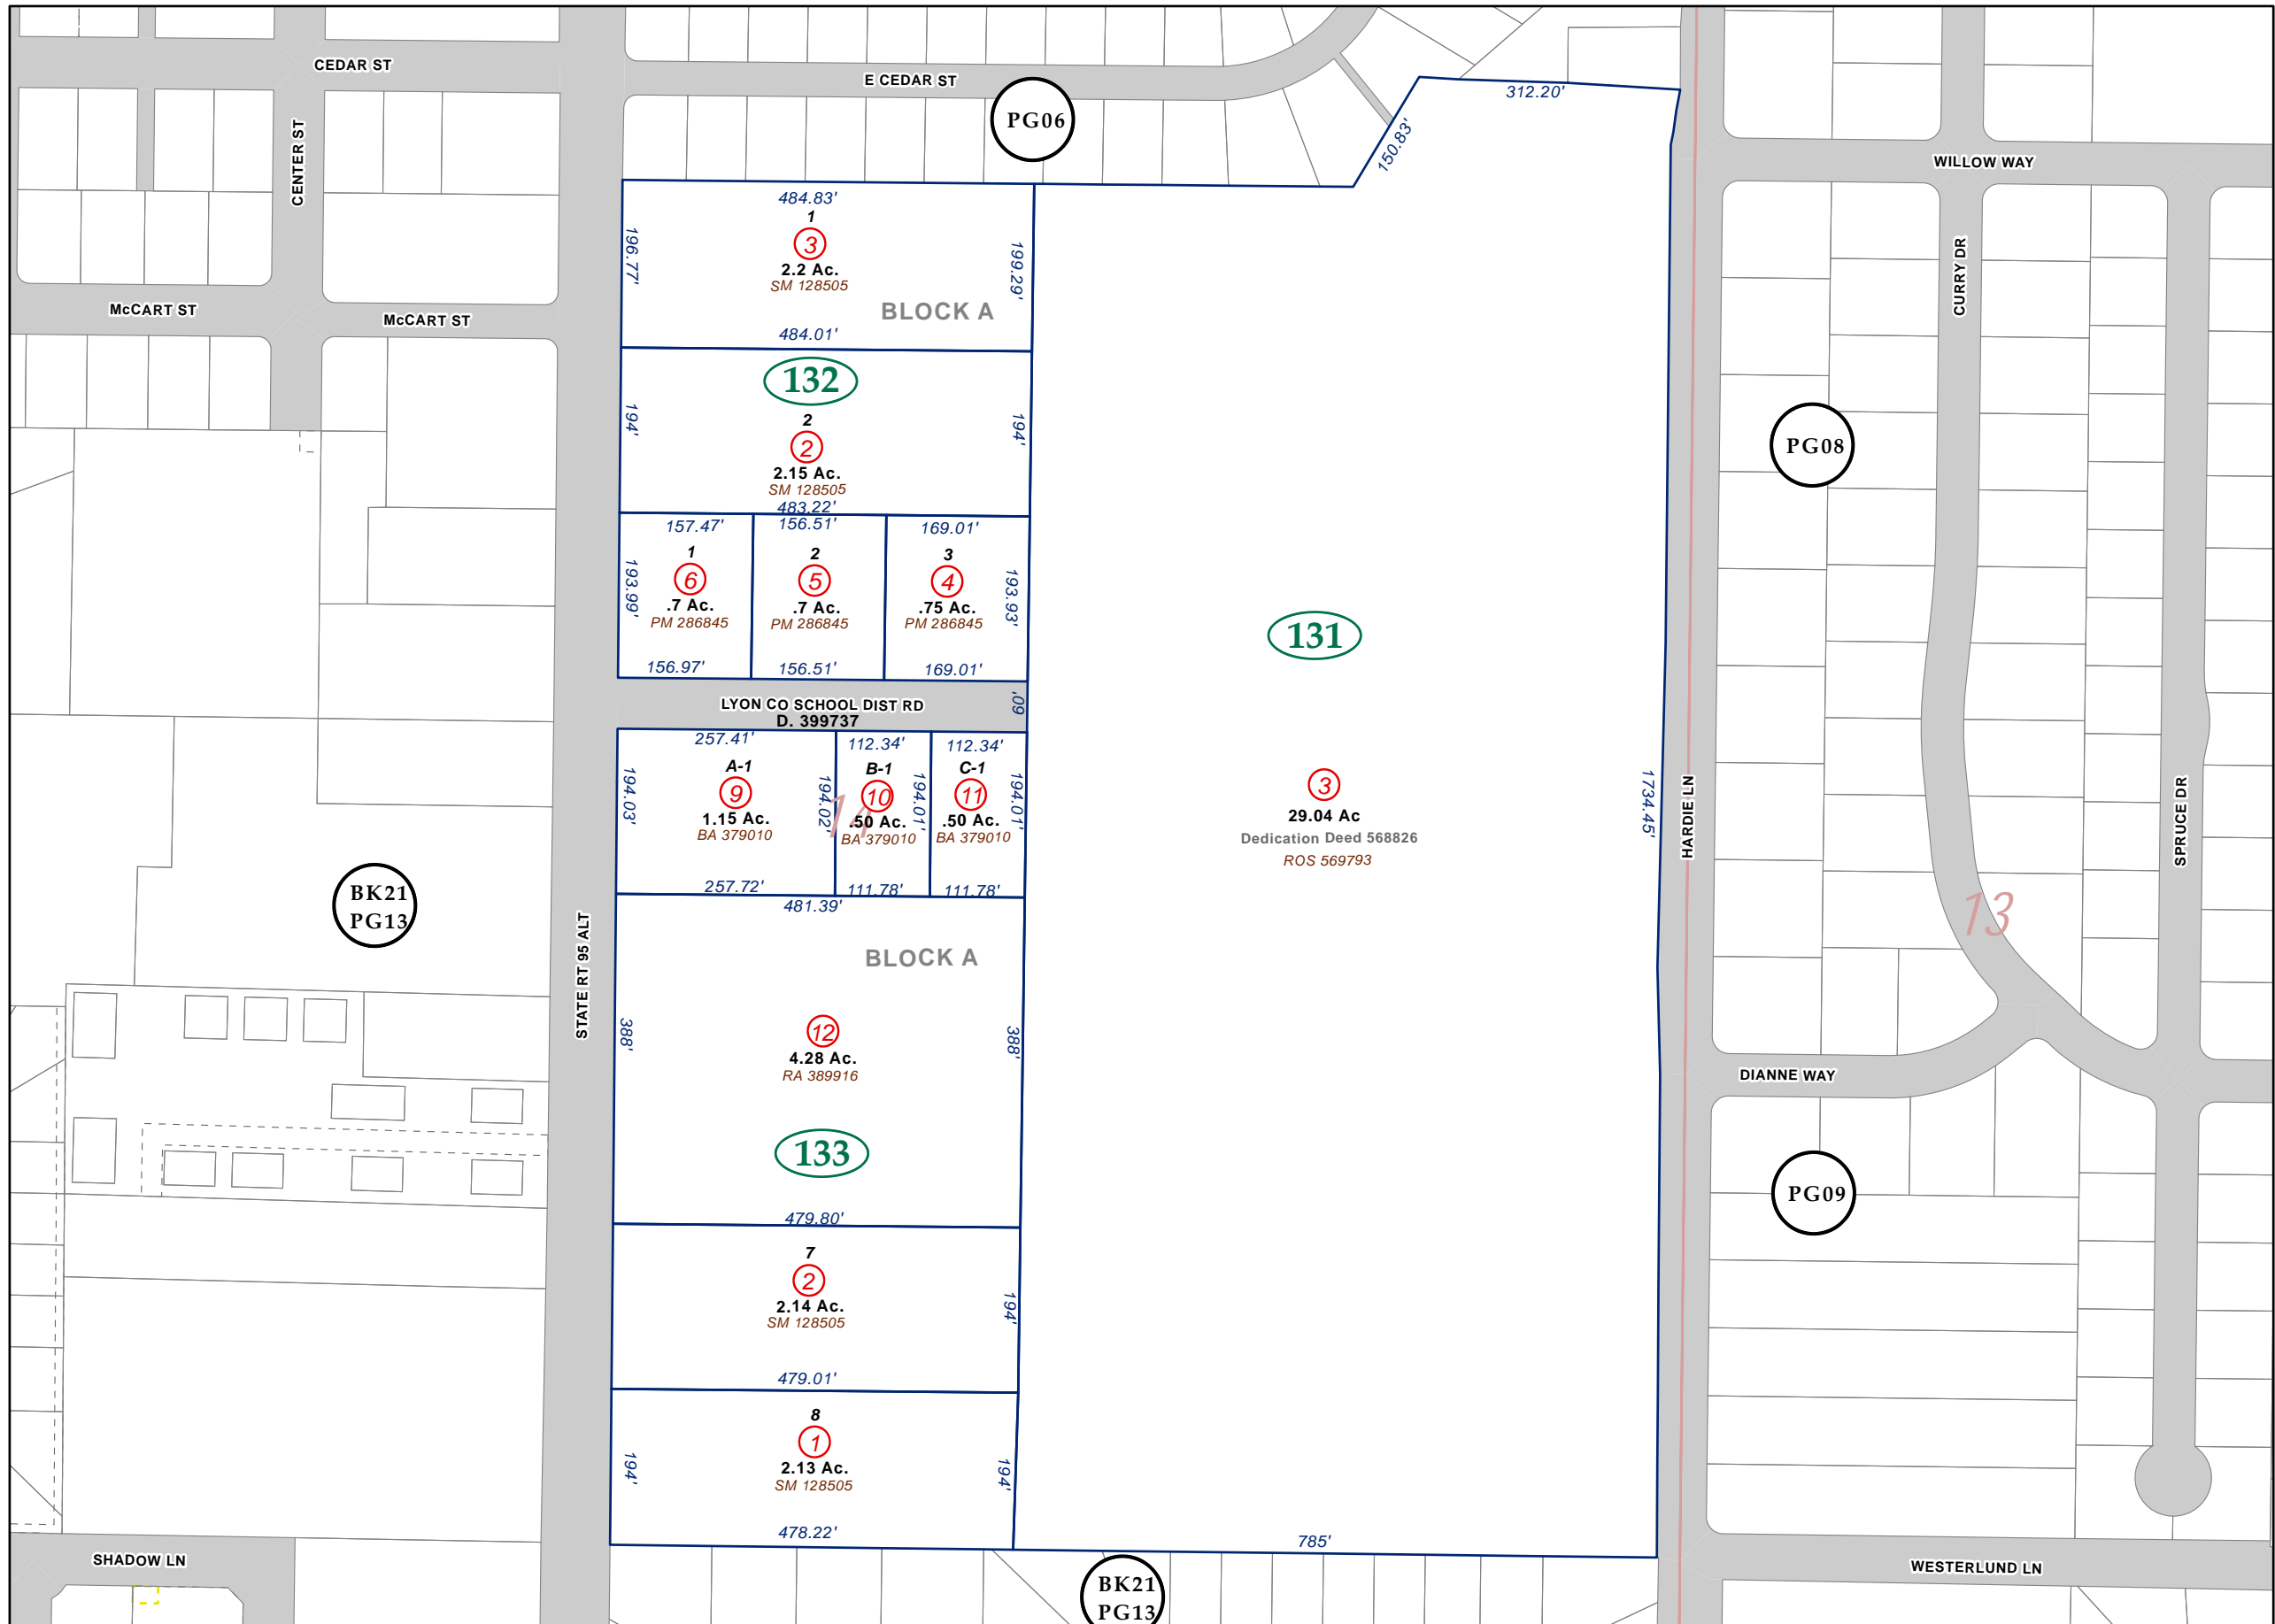 CEDAR ST
E CEDAR ST
312.20'
PG06
150.83'
CENTER ST
WILLOW WAY
484.83'
1
3
2.2 Ac.
SM 128505
196.77'
199.29'
BLOCK A
484.01'
McCART ST
McCART ST
CURRY DR
132
2
2
2.15 Ac.
SM 128505
483.22'
194'
194'
PG08
157.47'
156.51'
169.01'
1
6
.7 Ac.
PM 286845
193.99'
2
5
.7 Ac.
PM 286845
3
4
.75 Ac.
PM 286845
193.93'
156.97'
156.51'
169.01'
131
LYON CO SCHOOL DIST RD
D. 399737
60'
257.41'
112.34'
112.34'
194.03'
A-1
9
1.15 Ac.
BA 379010
194.02'
14
B-1
10
.50 Ac.
BA 379010
194.01'
C-1
11
.50 Ac.
BA 379010
194.01'
257.72'
111.78'
111.78'
3
29.04 Ac
Dedication Deed 568826
ROS 569793
1734.45'
HARDIE LN
SPRUCE DR
13
BK21
PG13
STATE RT 95 ALT
481.39'
BLOCK A
388'
388'
12
4.28 Ac.
RA 389916
133
479.80'
DIANNE WAY
PG09
7
2
2.14 Ac.
SM 128505
194'
479.01'
8
1
2.13 Ac.
SM 128505
194'
194'
478.22'
785'
SHADOW LN
WESTERLUND LN
BK21
PG13